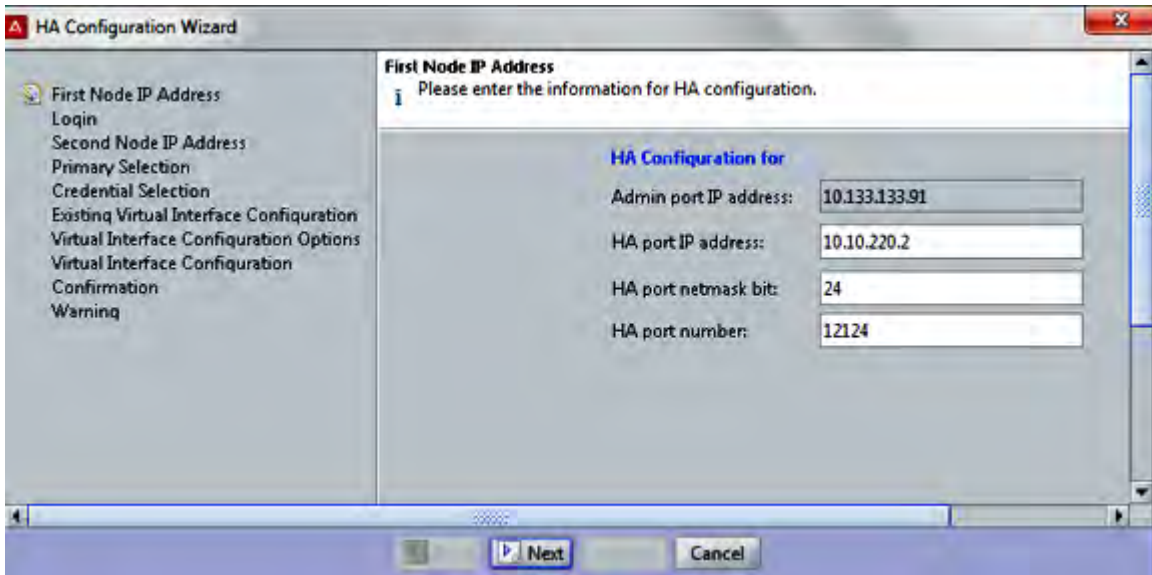 HA Configuration Wizard
First Node IP Address
Login
Second Node IP Address
Primary Selection
Credential Selection
Existing Virtual Interface Configuration
Virtual Interface Configuration Options
Virtual Interface Configuration
Confirmation
Warning
First Node IP Address
i Please enter the information for HA configuration.
HA Configuration for
Admin port IP address: 10.133.133.91
HA port IP address: 10.10.220.2
HA port netmask bit: 24
HA port number: 12124
Next Cancel